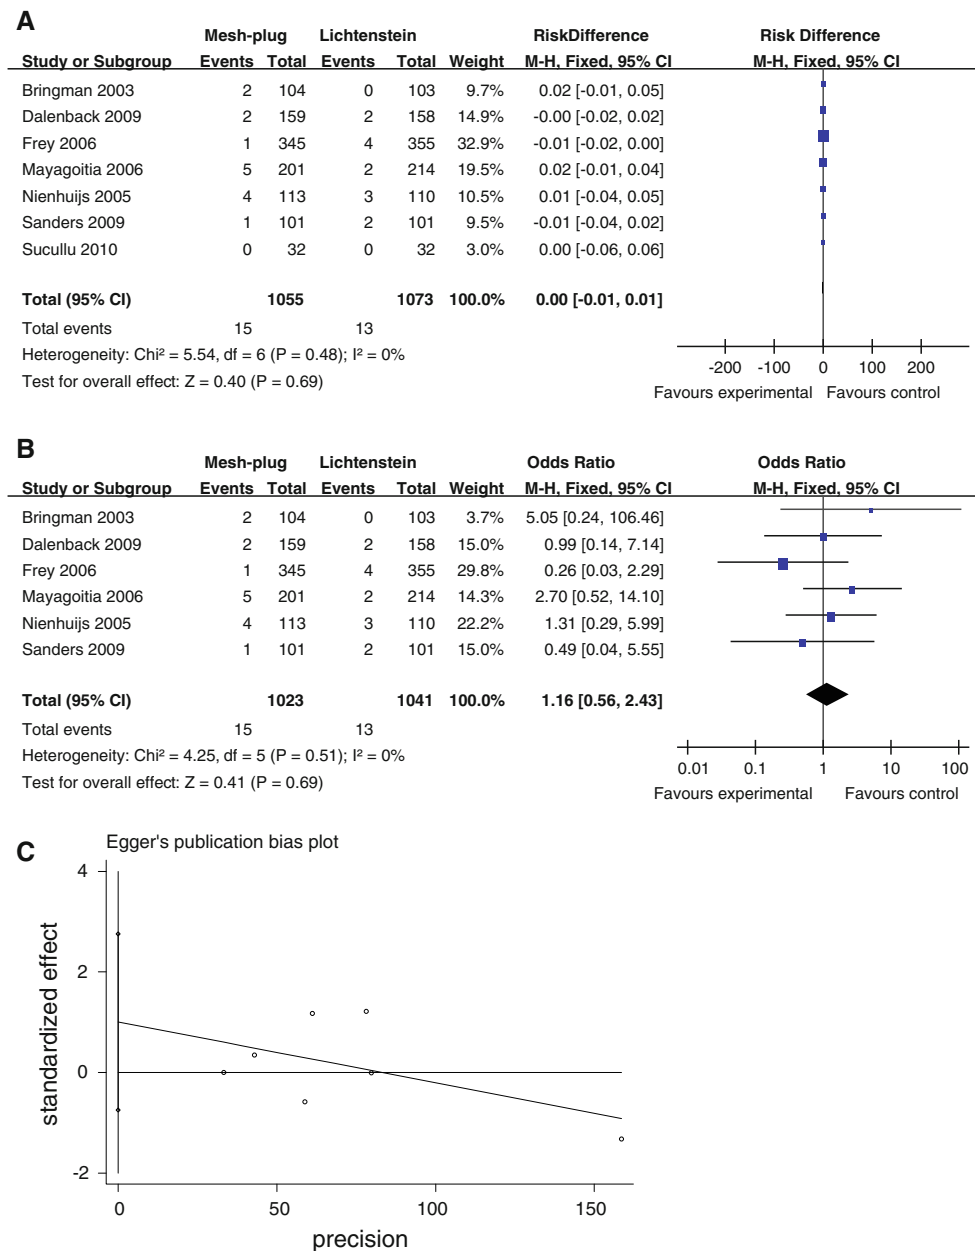 A
Mesh-plug Lichtenstein RiskDifference Risk Difference
Study or Subgroup Events Total Events Total Weight M-H, Fixed, 95% CI M-H, Fixed, 95% CI
Bringman 2003 2 104 0 103 9.7% 0.02 [-0.01, 0.05]
Dalenback 2009 2 159 2 158 14.9% -0.00 [-0.02, 0.02]
Frey 2006 1 345 4 355 32.9% -0.01 [-0.02, 0.00]
Mayagoitia 2006 5 201 2 214 19.5% 0.02 [-0.01, 0.04]
Nienhuijs 2005 4 113 3 110 10.5% 0.01 [-0.04, 0.05]
Sanders 2009 1 101 2 101 9.5% -0.01 [-0.04, 0.02]
Sucullu 2010 0 32 0 32 3.0% 0.00 [-0.06, 0.06]
Total (95% CI) 1055 1073 100.0% 0.00 [-0.01, 0.01]
Total events 15 13
Heterogeneity: Chi² = 5.54, df = 6 (P = 0.48); I² = 0%
Test for overall effect: Z = 0.40 (P = 0.69)
-200 -100 0 100 200
Favours experimental Favours control
B
Mesh-plug Lichtenstein Odds Ratio Odds Ratio
Study or Subgroup Events Total Events Total Weight M-H, Fixed, 95% CI M-H, Fixed, 95% CI
Bringman 2003 2 104 0 103 3.7% 5.05 [0.24, 106.46]
Dalenback 2009 2 159 2 158 15.0% 0.99 [0.14, 7.14]
Frey 2006 1 345 4 355 29.8% 0.26 [0.03, 2.29]
Mayagoitia 2006 5 201 2 214 14.3% 2.70 [0.52, 14.10]
Nienhuijs 2005 4 113 3 110 22.2% 1.31 [0.29, 5.99]
Sanders 2009 1 101 2 101 15.0% 0.49 [0.04, 5.55]
Total (95% CI) 1023 1041 100.0% 1.16 [0.56, 2.43]
Total events 15 13
Heterogeneity: Chi² = 4.25, df = 5 (P = 0.51); I² = 0%
Test for overall effect: Z = 0.41 (P = 0.69)
0.01 0.1 1 10 100
Favours experimental Favours control
C
Egger's publication bias plot
standardized effect
4
2
0
-2
0 50 100 150
precision